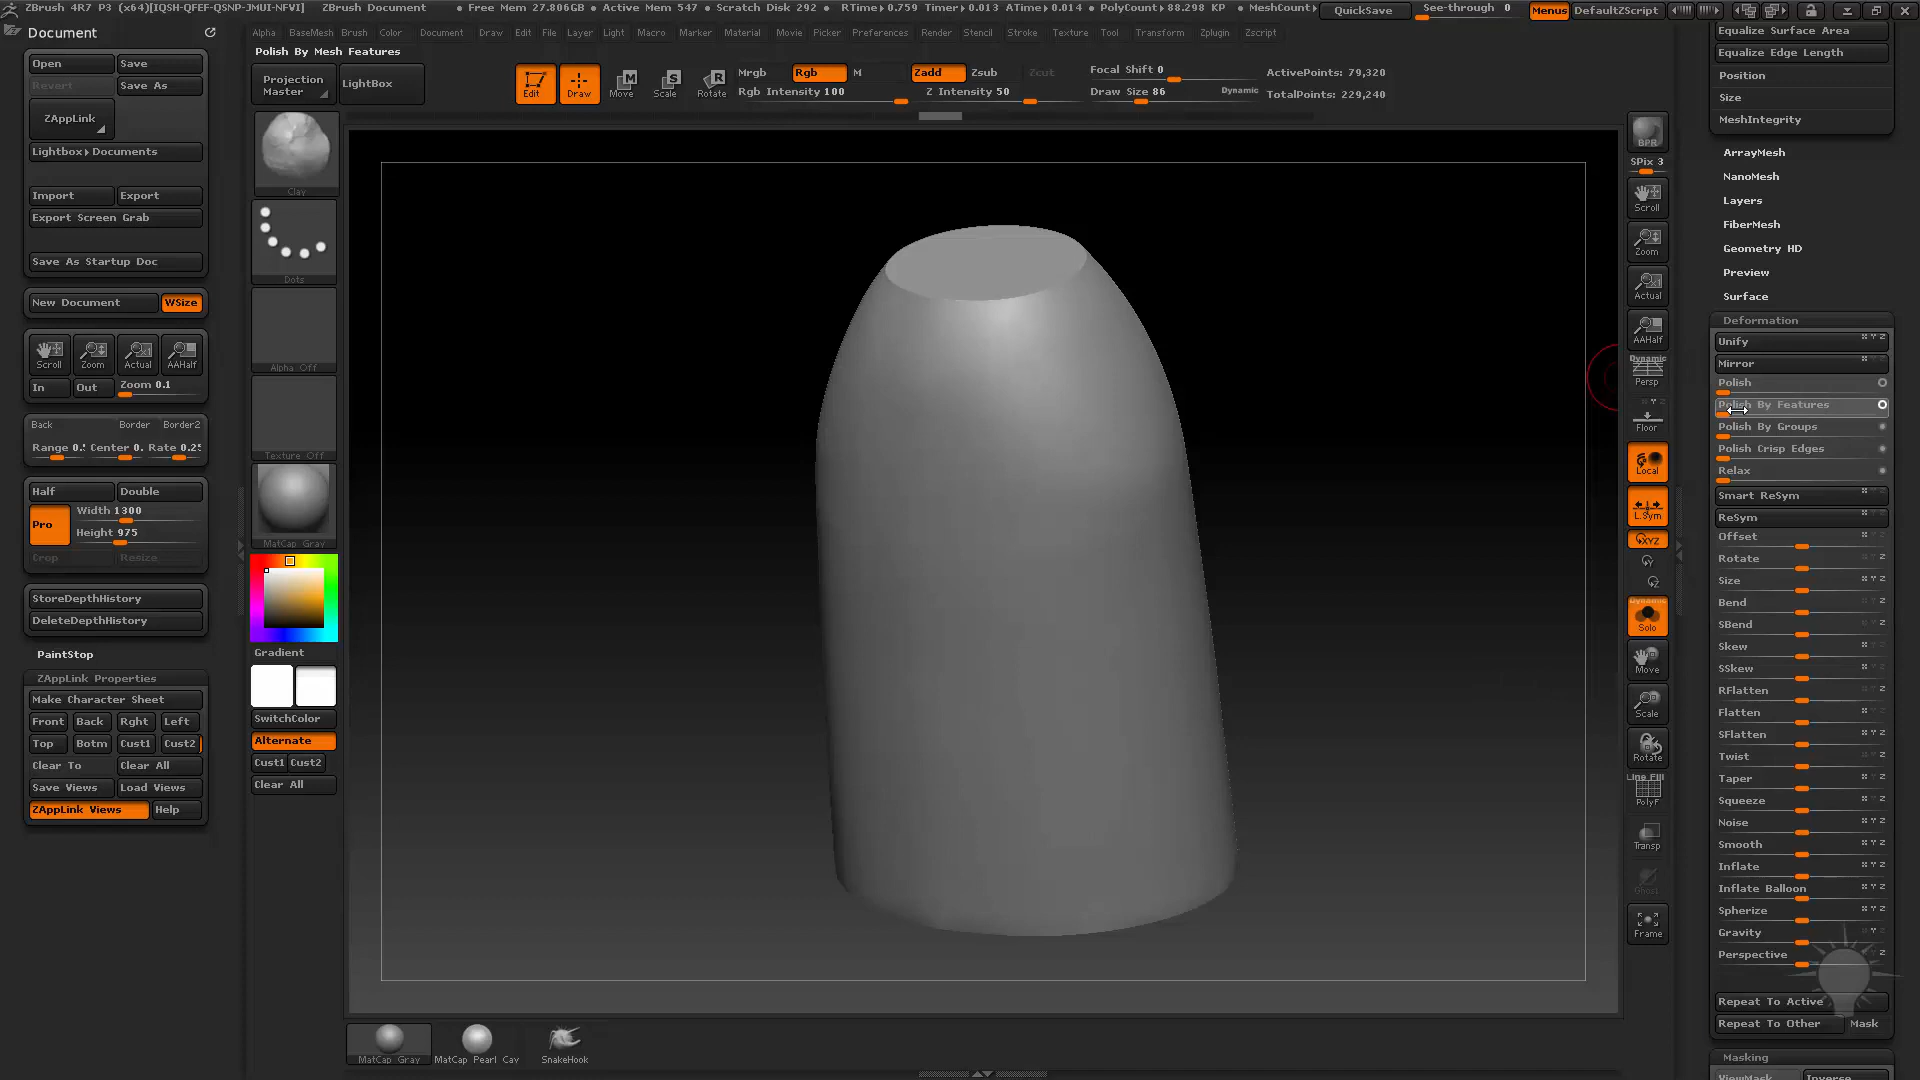 ZBrush 4R7 P3 (x64)[IQSH-QFEF-QSNP-JMUI-NFVI] ZBrush Document • Free Mem 27.806GB • Active Mem 547 • Scratch Disk 292 • RTime▸0.759 Timer▸0.013 ATime▸0.014 • PolyCount▸88.298 KP • MeshCount▸ QuickSave See-through 0 Menus DefaultZScript
Document
Alpha BaseMesh Brush Color Document Draw Edit File Layer Light Macro Marker Material Movie Picker Preferences Render Stencil Stroke Texture Tool Transform Zplugin Zscript
Polish By Mesh Features
Open Save
Revert Save As
ZAppLink
Lightbox▸Documents
Import Export
Export Screen Grab
Save As Startup Doc
New Document WSize
Scroll Zoom Actual AAHalf
In Out Zoom 0.1
Back Border Border2
Range 0. Center 0. Rate 0.25
Half Double
Pro Width 1300
Height 975
Crop Resize
StoreDepthHistory
DeleteDepthHistory
PaintStop
ZAppLink Properties
Make Character Sheet
Front Back Rght Left
Top Botm Cust1 Cust2
Clear To Clear All
Save Views Load Views
ZAppLink Views Help
Projection Master
LightBox
Edit Draw Move Scale Rotate
Mrgb Rgb M Zadd Zsub Zcut
Rgb Intensity 100 Z Intensity 50
Focal Shift 0
Draw Size 86 Dynamic
ActivePoints: 79,320
TotalPoints: 229,240
Clay
Dots
Alpha Off
Texture Off
MatCap Gray
Gradient
SwitchColor
Alternate
Cust1 Cust2
Clear All
MatCap Gray MatCap Pearl Cav SnakeHook
BPR
SPix 3
Scroll
Zoom
Actual
AAHalf
Dynamic
Persp
Floor
Local
L.Sym
XYZ
Y
Z
Dynamic
Solo
Move
Scale
Rotate
Line Fill
PolyF
Transp
Ghost
Frame
Equalize Surface Area
Equalize Edge Length
Position
Size
MeshIntegrity
ArrayMesh
NanoMesh
Layers
FiberMesh
Geometry HD
Preview
Surface
Deformation
Unify
Mirror
Polish
Polish By Features
Polish By Groups
Polish Crisp Edges
Relax
Smart ReSym
ReSym
Offset
Rotate
Size
Bend
SBend
Skew
SSkew
RFlatten
Flatten
SFlatten
Twist
Taper
Squeeze
Noise
Smooth
Inflate
Inflate Balloon
Spherize
Gravity
Perspective
Repeat To Active
Repeat To Other Mask
Masking
ViewMask Inverse